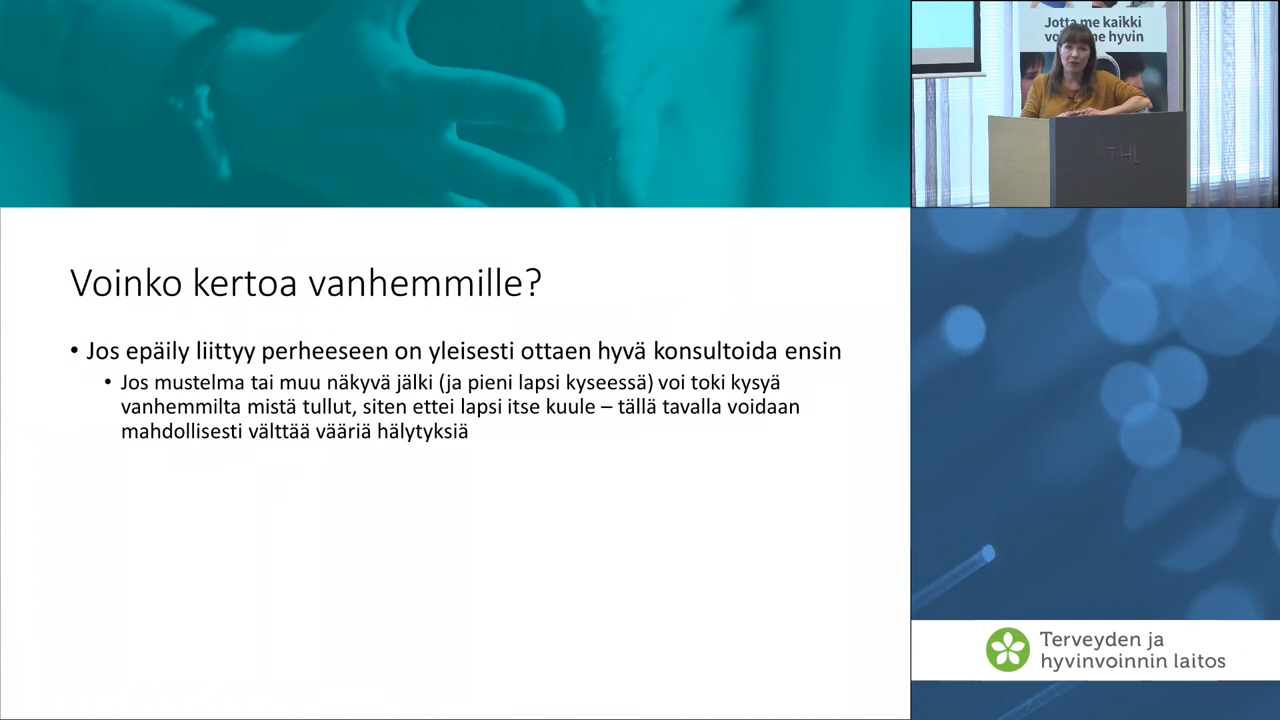 Voinko kertoa vanhemmille?
• Jos epäily liittyy perheeseen on yleisesti ottaen hyvä konsultoida ensin
• Jos mustelma tai muu näkyvä jälki (ja pieni lapsi kyseessä) voi toki kysyä
vanhemmilta mistä tullut, siten ettei lapsi itse kuule – tällä tavalla voidaan
mahdollisesti välttää vääriä hälytyksiä
Jotta me kaikki
hyvin
THL
Terveyden ja
hyvinvoinnin laitos